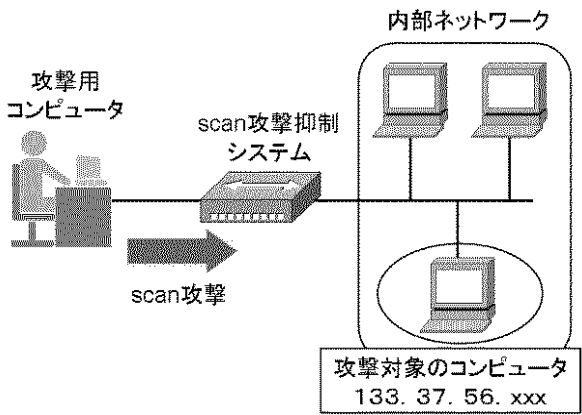 内部ネットワーク
攻撃用
コンピュータ
scan攻撃抑制
システム
scan攻撃
攻撃対象のコンピュータ
133. 37. 56. xxx